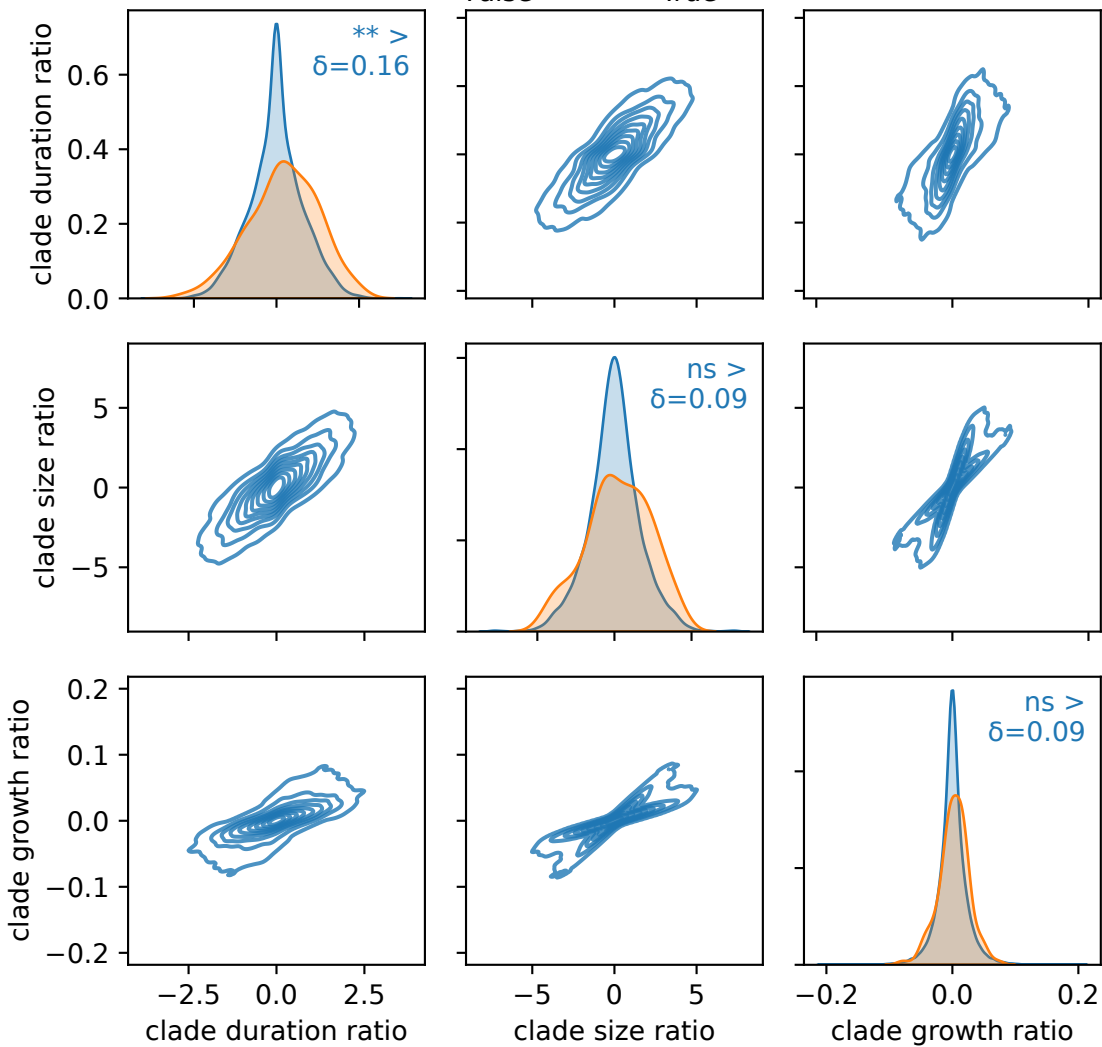 clade duration ratio
0.6
0.4
0.2
0.0
** >
δ=0.16
clade size ratio
5
0
−5
ns >
δ=0.09
clade growth ratio
0.2
0.1
0.0
−0.1
−0.2
ns >
δ=0.09
−2.5 0.0 2.5
−5 0 5
−0.2 0.0 0.2
clade duration ratio
clade size ratio
clade growth ratio